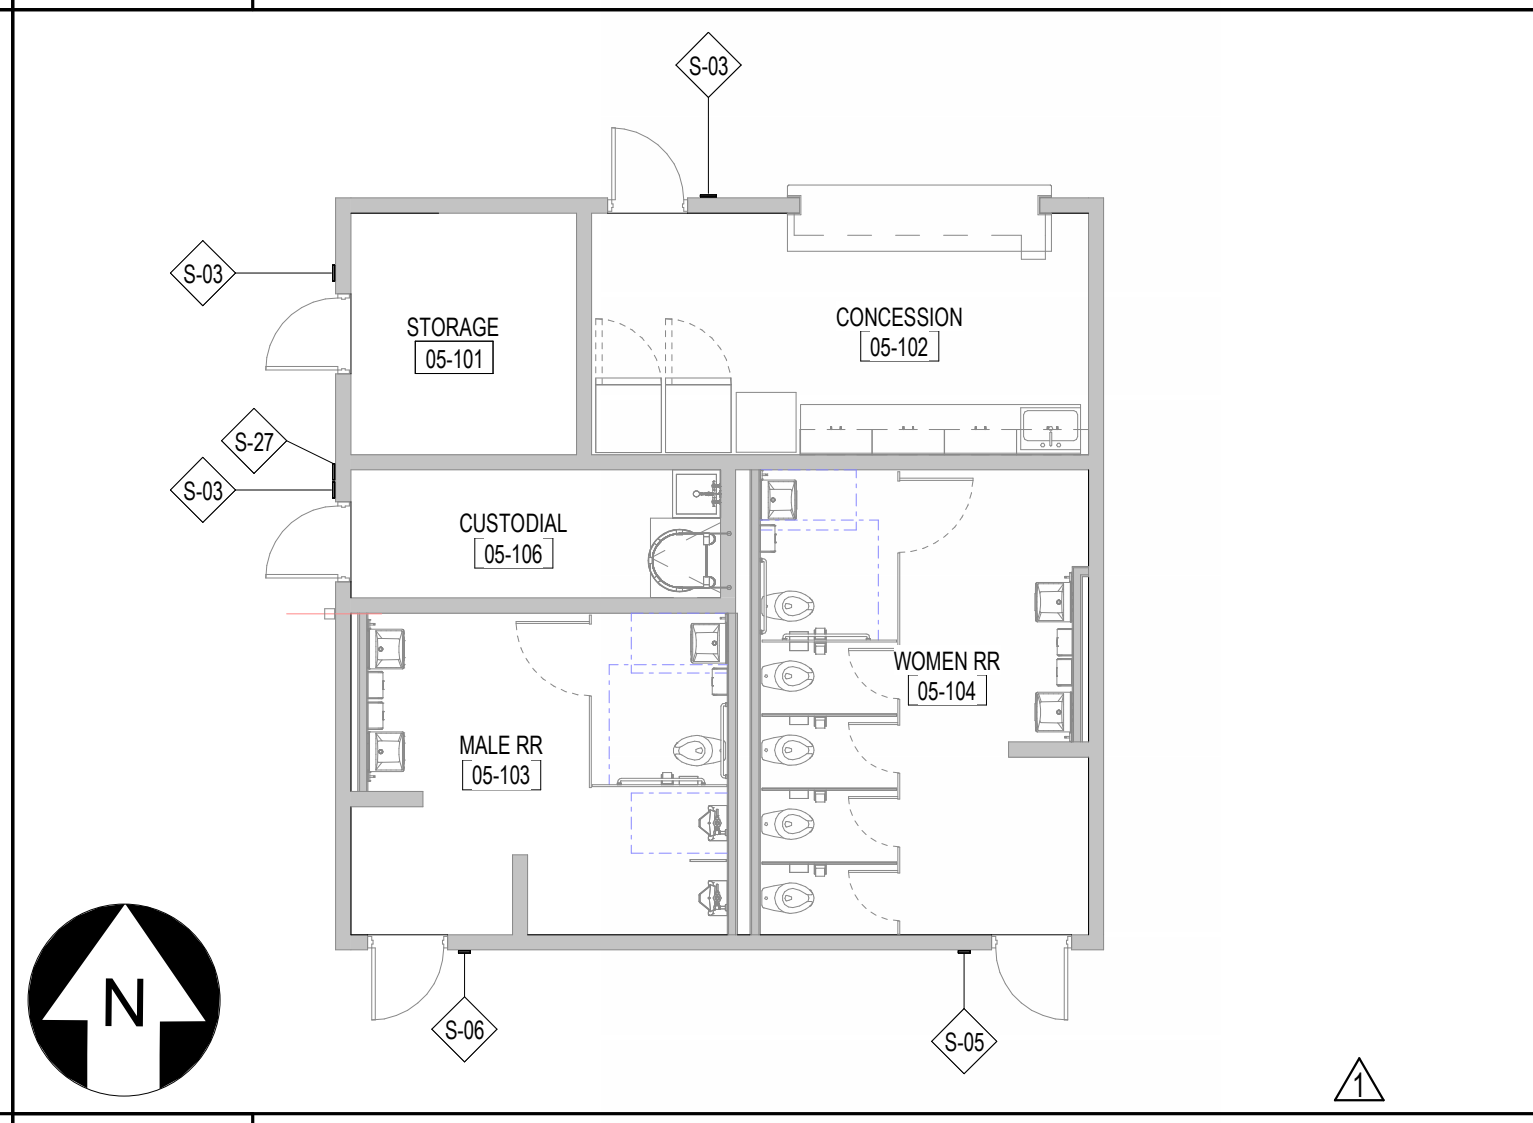 S-03
S-03
STORAGE
05-101
CONCESSION
05-102
S-27
S-03
CUSTODIAL
05-106
WOMEN RR
05-104
MALE RR
05-103
N
S-06
S-05
1